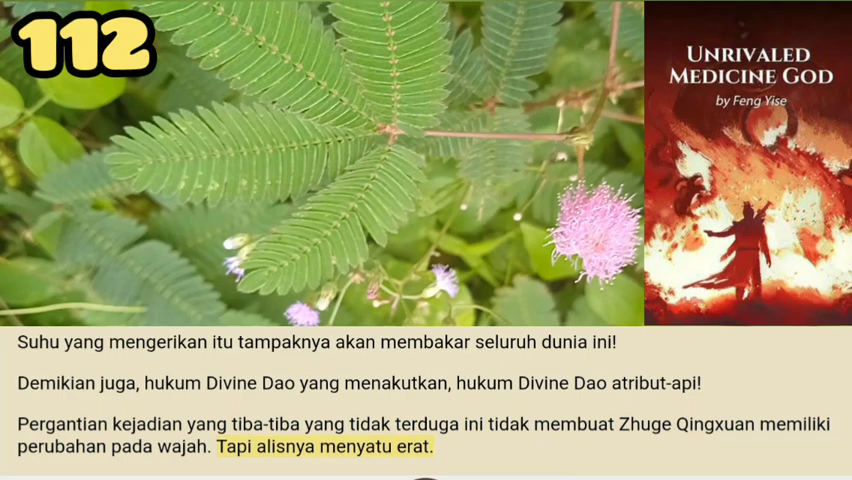 112
UNRIVALED
MEDICINE GOD
by Feng Yise
Suhu yang mengerikan itu tampaknya akan membakar seluruh dunia ini!
Demikian juga, hukum Divine Dao yang menakutkan, hukum Divine Dao atribut-api!
Pergantian kejadian yang tiba-tiba yang tidak terduga ini tidak membuat Zhuge Qingxuan memiliki
perubahan pada wajah. Tapi alisnya menyatu erat.